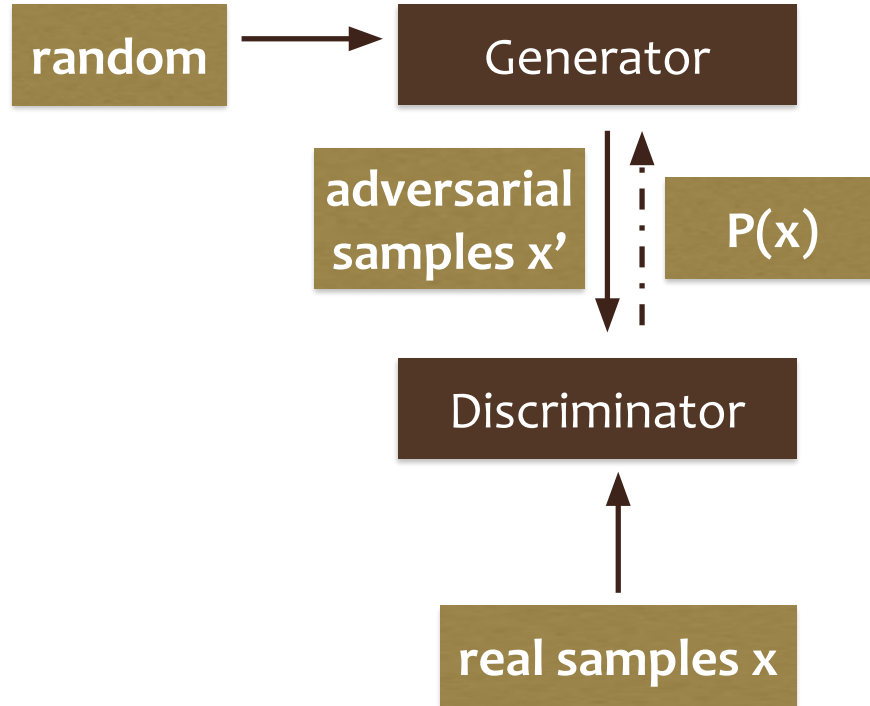 random
Generator
adversarial
samples x’
P(x)
Discriminator
real samples x